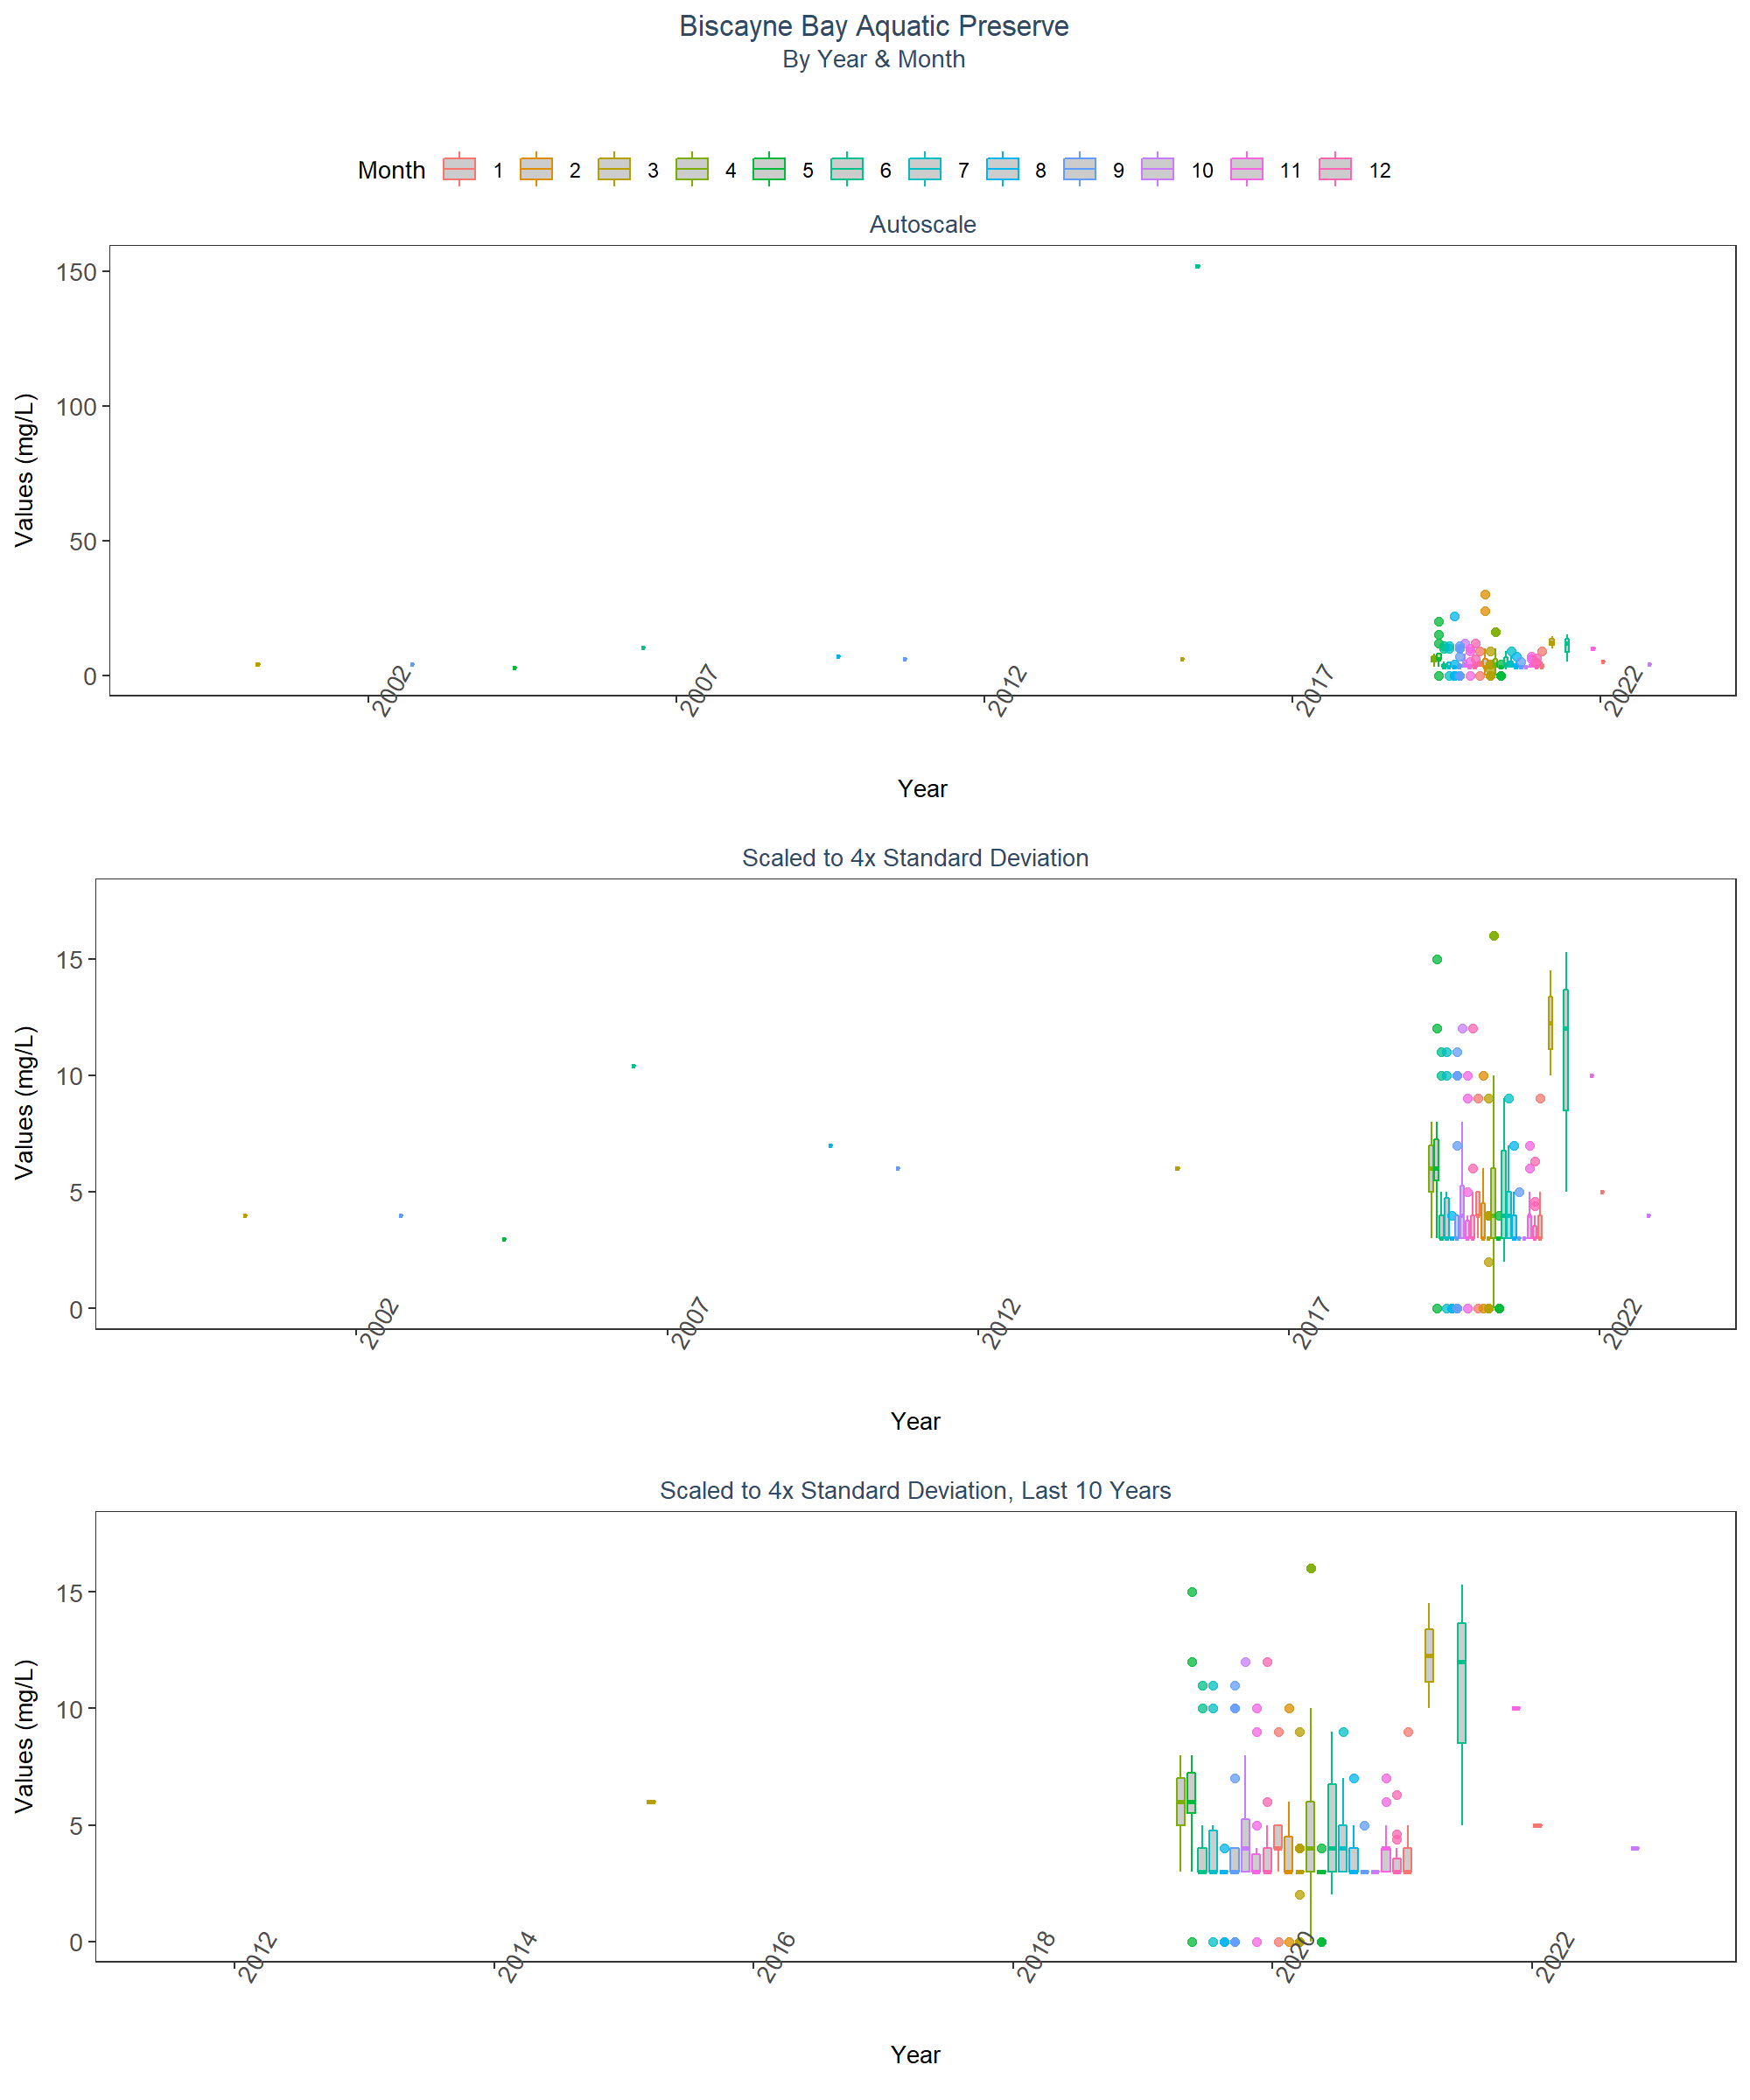 Biscayne Bay Aquatic Preserve
By Year & Month
Month 1 2 3 4 5 6 7 8 9 10 11 12
Autoscale
Values (mg/L)
150
100
50
0
2002 2007 2012 2017 2022
Year
Scaled to 4x Standard Deviation
Values (mg/L)
15
10
5
0
2002 2007 2012 2017 2022
Year
Scaled to 4x Standard Deviation, Last 10 Years
Values (mg/L)
15
10
5
0
2012 2014 2016 2018 2020 2022
Year